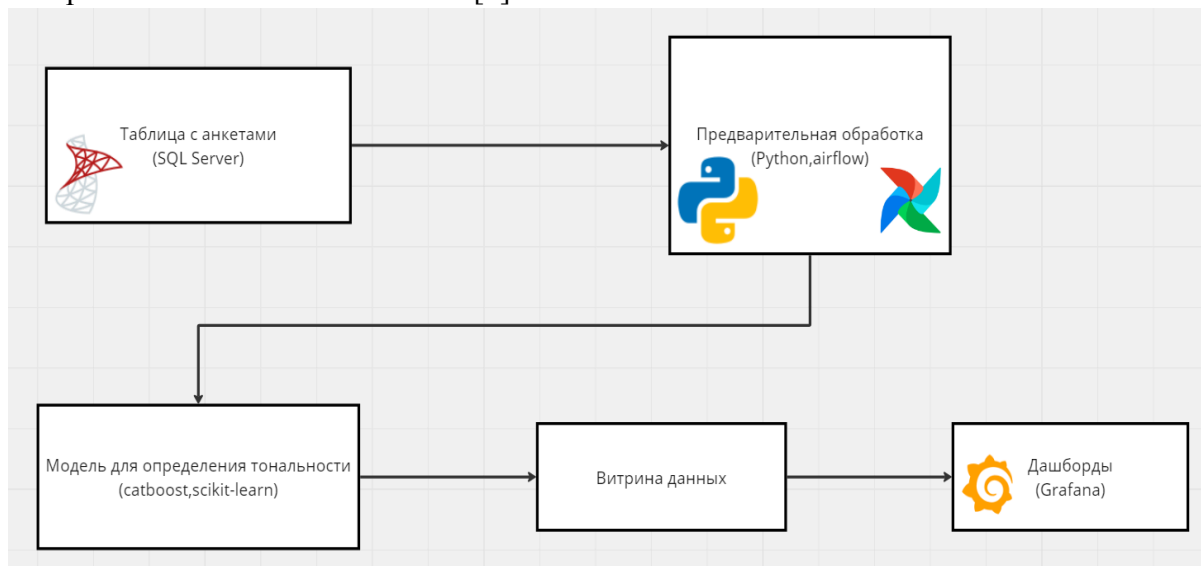 Таблица с анкетами
(SQL Server)
Предварительная обработка
(Python,airflow)
Модель для определения тональности
(catboost,scikit-learn)
Витрина данных
Дашборды
(Grafana)